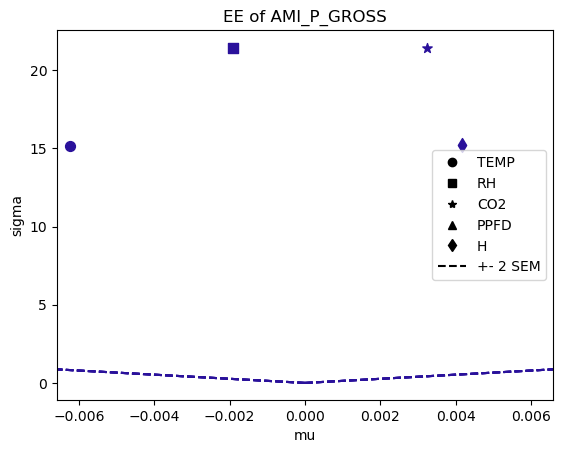 EE of AMI_P_GROSS
sigma
20
15
10
5
0
TEMP
RH
CO2
PPFD
H
+- 2 SEM
−0.006 −0.004 −0.002 0.000 0.002 0.004 0.006
mu